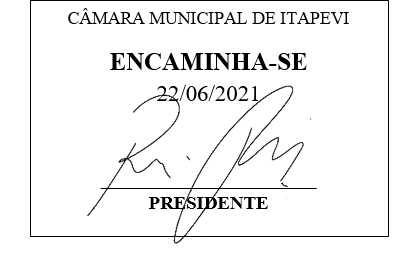 CÂMARA MUNICIPAL DE ITAPEVI
ENCAMINHA-SE
22/06/2021
PRESIDENTE